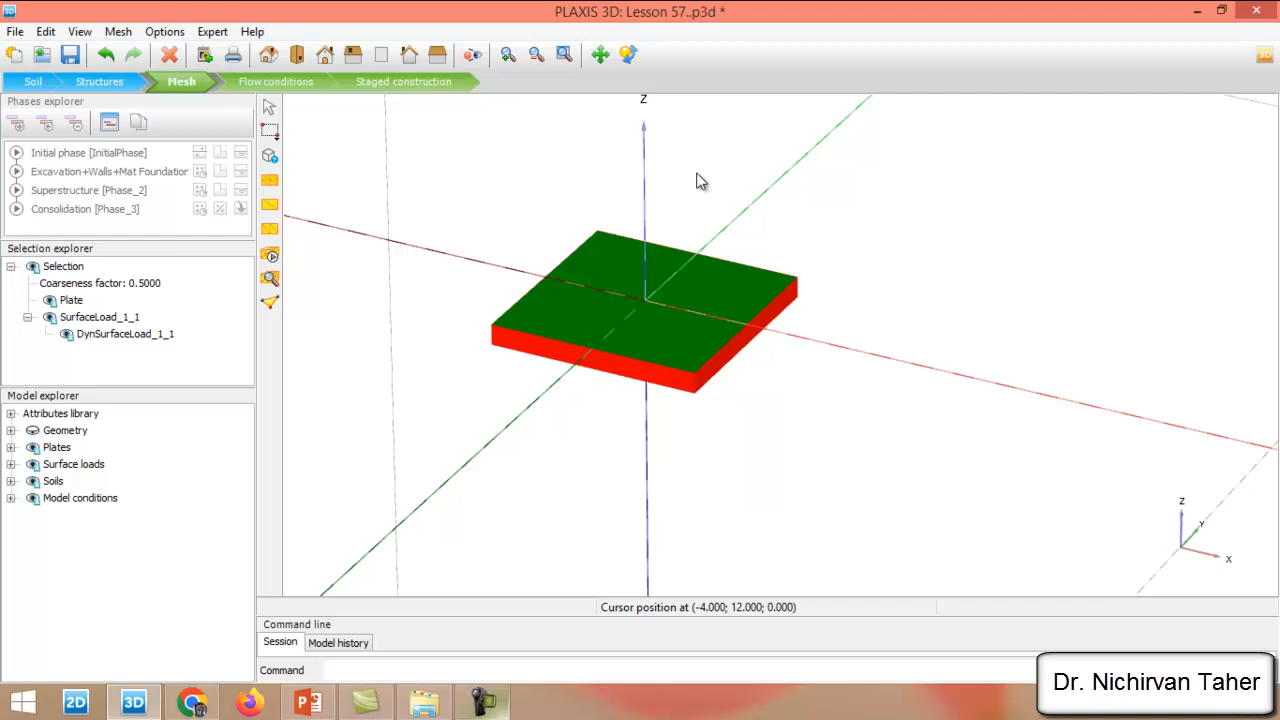 PLAXIS 3D: Lesson 57..p3d *
File Edit View Mesh Options Expert Help
Soil Structures Mesh Flow conditions Staged construction
Phases explorer
Initial phase [InitialPhase]
Excavation+Walls+Mat Foundation
Superstructure [Phase_2]
Consolidation [Phase_3]
Selection explorer
Selection
Coarseness factor: 0.5000
Plate
SurfaceLoad_1_1
DynSurfaceLoad_1_1
Model explorer
Attributes library
Geometry
Plates
Surface loads
Soils
Model conditions
Z
Z
Y
X
Cursor position at (-4.000; 12.000; 0.000)
Command line
Session Model history
Command
Dr. Nichirvan Taher
2D 3D